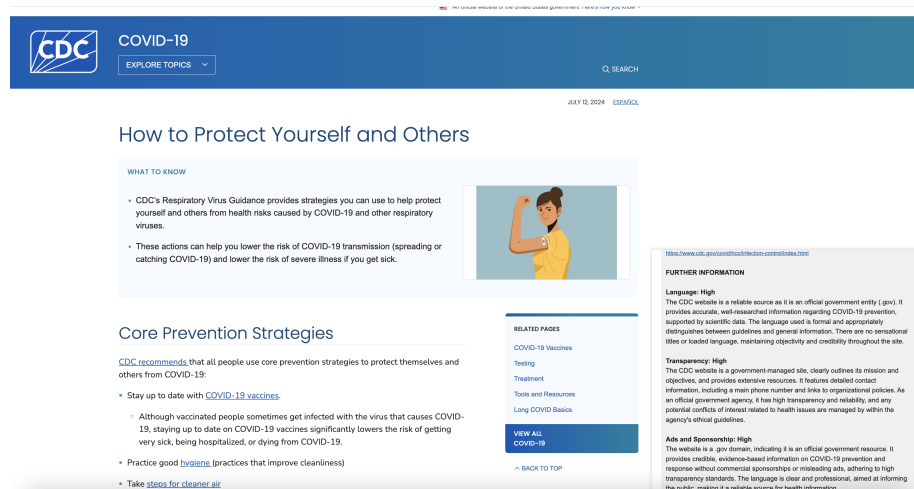 An official website of the United States government Here's how you know
CDC
COVID-19
EXPLORE TOPICS
SEARCH
JULY 12, 2024 ESPAÑOL
How to Protect Yourself and Others
WHAT TO KNOW
• CDC's Respiratory Virus Guidance provides strategies you can use to help protect
yourself and others from health risks caused by COVID-19 and other respiratory
viruses.
• These actions can help you lower the risk of COVID-19 transmission (spreading or
catching COVID-19) and lower the risk of severe illness if you get sick.
Core Prevention Strategies
CDC recommends that all people use core prevention strategies to protect themselves and
others from COVID-19:
• Stay up to date with COVID-19 vaccines.
◦ Although vaccinated people sometimes get infected with the virus that causes COVID-
19, staying up to date on COVID-19 vaccines significantly lowers the risk of getting
very sick, being hospitalized, or dying from COVID-19.
• Practice good hygiene (practices that improve cleanliness)
• Take steps for cleaner air
RELATED PAGES
COVID-19 Vaccines
Testing
Treatment
Tools and Resources
Long COVID Basics
VIEW ALL
COVID-19
BACK TO TOP
https://www.cdc.gov/covid/hcp/infection-control/index.html
FURTHER INFORMATION
Language: High
The CDC website is a reliable source as it is an official government entity (.gov). It
provides accurate, well-researched information regarding COVID-19 prevention,
supported by scientific data. The language used is formal and appropriately
distinguishes between guidelines and general information. There are no sensational
titles or loaded language, maintaining objectivity and credibility throughout the site.
Transparency: High
The CDC website is a government-managed site, clearly outlines its mission and
objectives, and provides extensive resources. It features detailed contact
information, including a main phone number and links to organizational policies. As
an official government agency, it has high transparency and reliability, and any
potential conflicts of interest related to health issues are managed by within the
agency's ethical guidelines.
Ads and Sponsorship: High
The website is a .gov domain, indicating it is an official government resource. It
provides credible, evidence-based information on COVID-19 prevention and
response without commercial sponsorships or misleading ads, adhering to high
transparency standards. The language is clear and professional, aimed at informing
the public, making it a reliable source for health information.